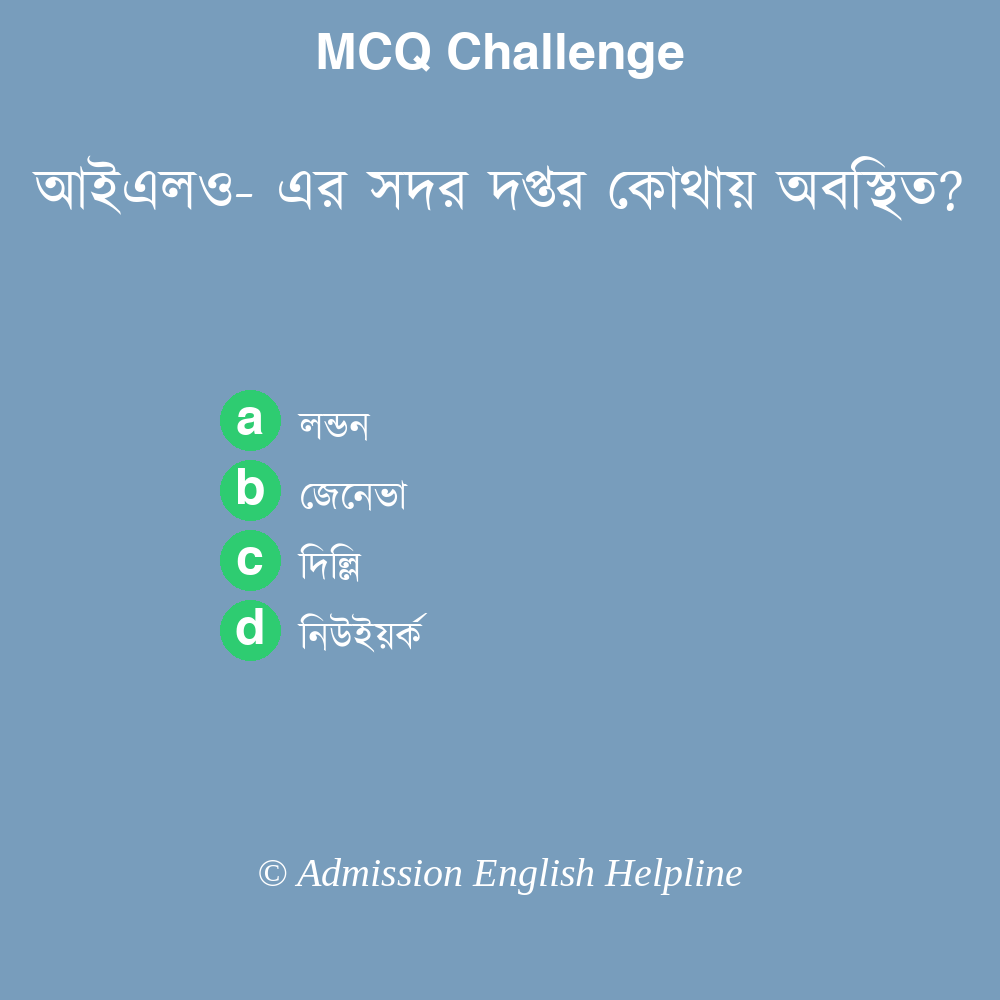 MCQ Challenge
আইএলও- এর সদর দপ্তর কোথায় অবস্থিত?
a লন্ডন
b জেনেভা
c দিল্লি
d নিউইয়র্ক
© Admission English Helpline